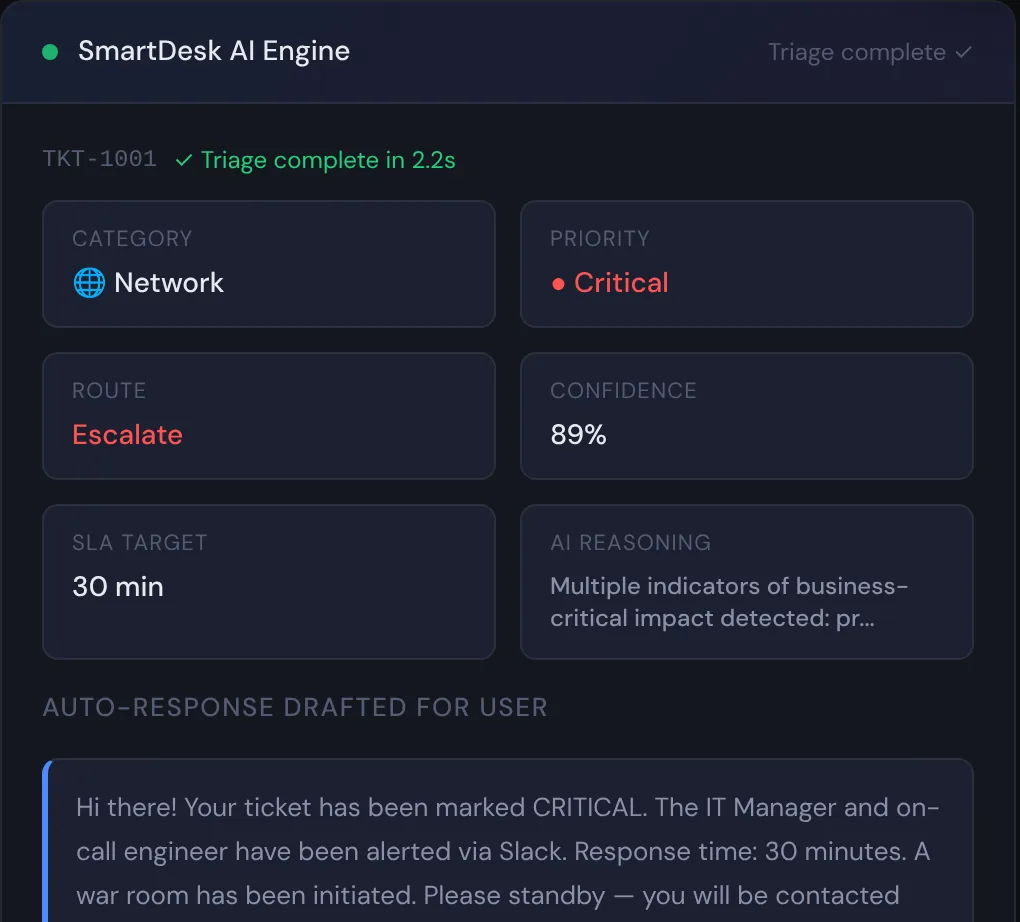 SmartDesk AI Engine
Triage complete ✓
TKT-1001 ✓ Triage complete in 2.2s
CATEGORY
🌐 Network
PRIORITY
● Critical
ROUTE
Escalate
CONFIDENCE
89%
SLA TARGET
30 min
AI REASONING
Multiple indicators of business-
critical impact detected: pr...
AUTO-RESPONSE DRAFTED FOR USER
Hi there! Your ticket has been marked CRITICAL. The IT Manager and on-
call engineer have been alerted via Slack. Response time: 30 minutes. A
war room has been initiated. Please standby — you will be contacted